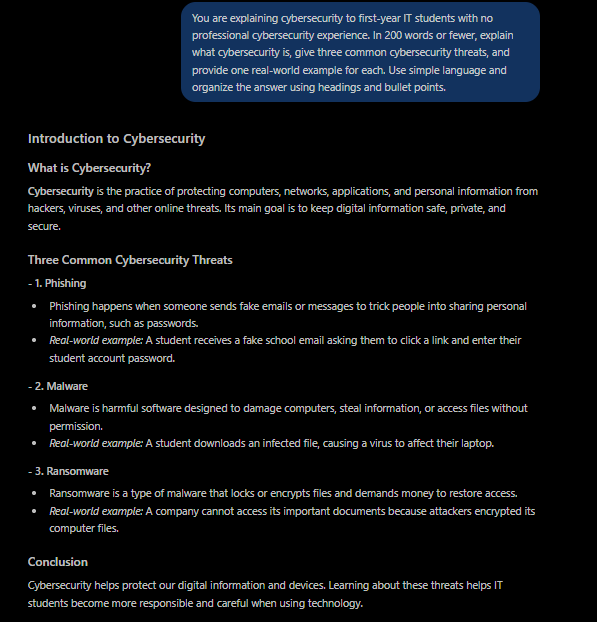 You are explaining cybersecurity to first-year IT students with no
professional cybersecurity experience. In 200 words or fewer, explain
what cybersecurity is, give three common cybersecurity threats, and
provide one real-world example for each. Use simple language and
organize the answer using headings and bullet points.
Introduction to Cybersecurity
What is Cybersecurity?
Cybersecurity is the practice of protecting computers, networks, applications, and personal information from
hackers, viruses, and other online threats. Its main goal is to keep digital information safe, private, and
secure.
Three Common Cybersecurity Threats
- 1. Phishing
• Phishing happens when someone sends fake emails or messages to trick people into sharing personal
information, such as passwords.
• Real-world example: A student receives a fake school email asking them to click a link and enter their
student account password.
- 2. Malware
• Malware is harmful software designed to damage computers, steal information, or access files without
permission.
• Real-world example: A student downloads an infected file, causing a virus to affect their laptop.
- 3. Ransomware
• Ransomware is a type of malware that locks or encrypts files and demands money to restore access.
• Real-world example: A company cannot access its important documents because attackers encrypted its
computer files.
Conclusion
Cybersecurity helps protect our digital information and devices. Learning about these threats helps IT
students become more responsible and careful when using technology.